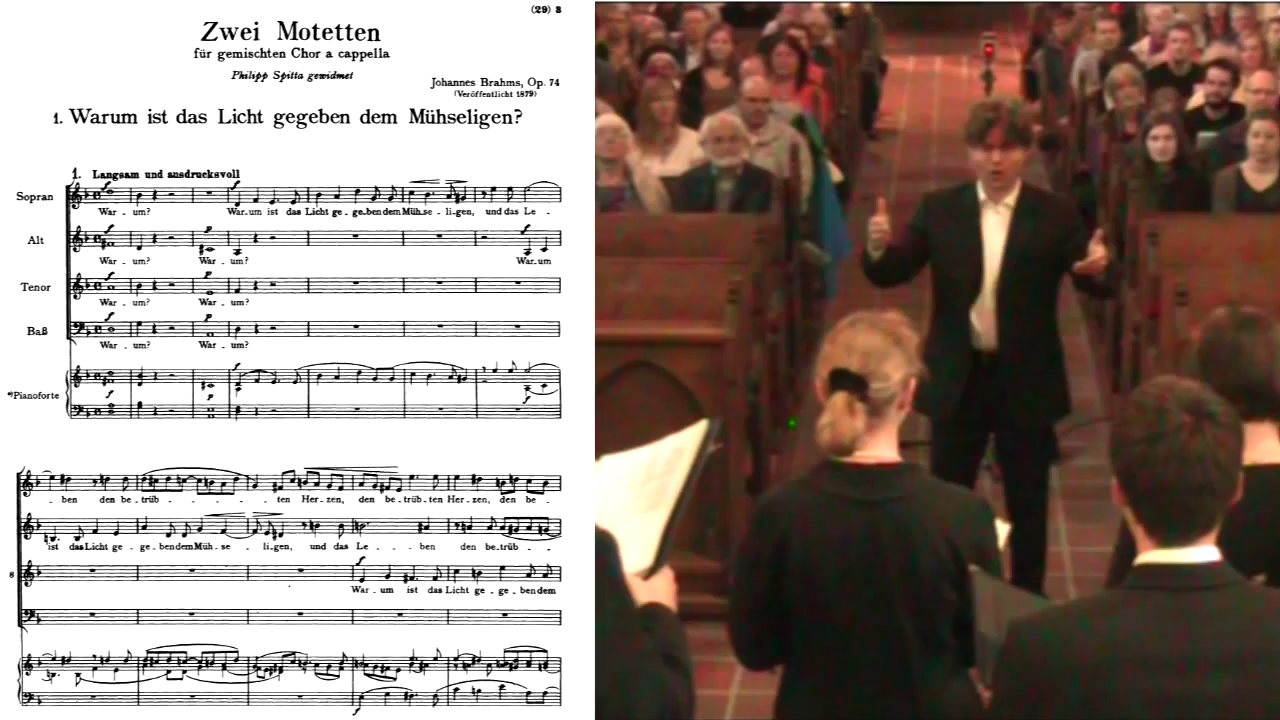 (29) 3
Zwei Motetten
für gemischten Chor a cappella
Philipp Spitta gewidmet
Johannes Brahms, Op. 74
(Veröffentlicht 1879)
1. Warum ist das Licht gegeben dem Mühseligen?
1. Langsam und ausdrucksvoll
Sopran
War - um? War-um ist das Licht ge - ge-ben dem Müh-se - li-gen, und das Le -
Alt
War - um? War - um? War-um
Tenor
War - um? War - um?
Baß
War - um? War - um?
*)Pianoforte
- ben den be-trüb - - - - - ten Her-zen, den be-trüb-ten Her-zen, den be -
ist das Licht ge - ge-ben dem Müh-se - li-gen, und das Le - - ben den be-trüb - -
8
War - um ist das Licht ge - ge - ben dem